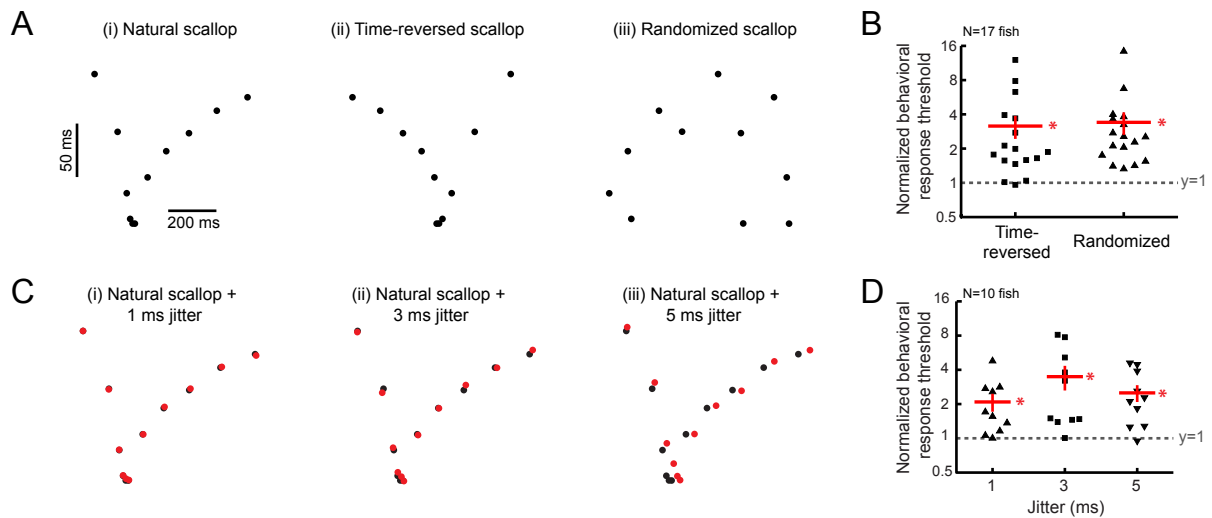 A
(i) Natural scallop
(ii) Time-reversed scallop
(iii) Randomized scallop
50 ms
200 ms
B
N=17 fish
Normalized behavioral
response threshold
16
8
4
2
1
0.5
*
*
y=1
Time-
reversed
Randomized
C
(i) Natural scallop +
1 ms jitter
(ii) Natural scallop +
3 ms jitter
(iii) Natural scallop +
5 ms jitter
D
N=10 fish
Normalized behavioral
response threshold
16
8
4
2
1
0.5
*
*
*
y=1
1
3
5
Jitter (ms)